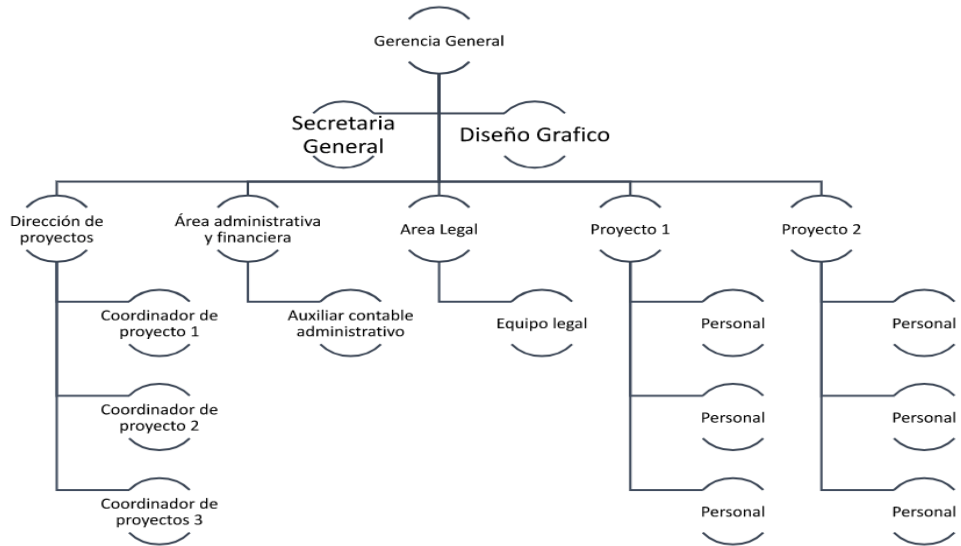 Gerencia General
Secretaria
General
Diseño Grafico
Dirección de
proyectos
Área administrativa
y financiera
Area Legal
Proyecto 1
Proyecto 2
Coordinador de
proyecto 1
Auxiliar contable
administrativo
Equipo legal
Personal
Personal
Coordinador de
proyecto 2
Personal
Personal
Coordinador de
proyectos 3
Personal
Personal